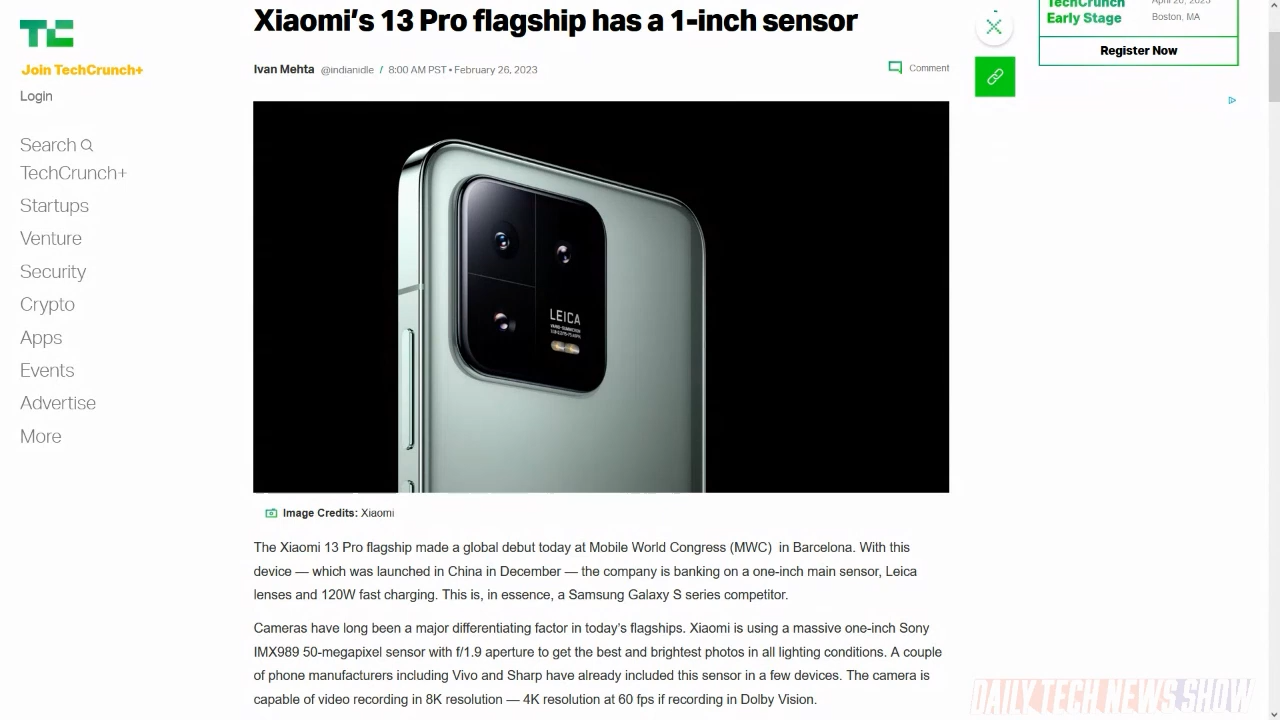 Xiaomi's 13 Pro flagship has a 1-inch sensor
Ivan Mehta @indianidle / 8:00 AM PST • February 26, 2023
Comment
TC
Join TechCrunch+
Login
Search
TechCrunch+
Startups
Venture
Security
Crypto
Apps
Events
Advertise
More
TechCrunch
Early Stage
April 20, 2023
Boston, MA
Register Now
LEICA
Image Credits: Xiaomi
The Xiaomi 13 Pro flagship made a global debut today at Mobile World Congress (MWC) in Barcelona. With this
device — which was launched in China in December — the company is banking on a one-inch main sensor, Leica
lenses and 120W fast charging. This is, in essence, a Samsung Galaxy S series competitor.
Cameras have long been a major differentiating factor in today's flagships. Xiaomi is using a massive one-inch Sony
IMX989 50-megapixel sensor with f/1.9 aperture to get the best and brightest photos in all lighting conditions. A couple
of phone manufacturers including Vivo and Sharp have already included this sensor in a few devices. The camera is
capable of video recording in 8K resolution — 4K resolution at 60 fps if recording in Dolby Vision.
DAILY TECH NEWS SHOW